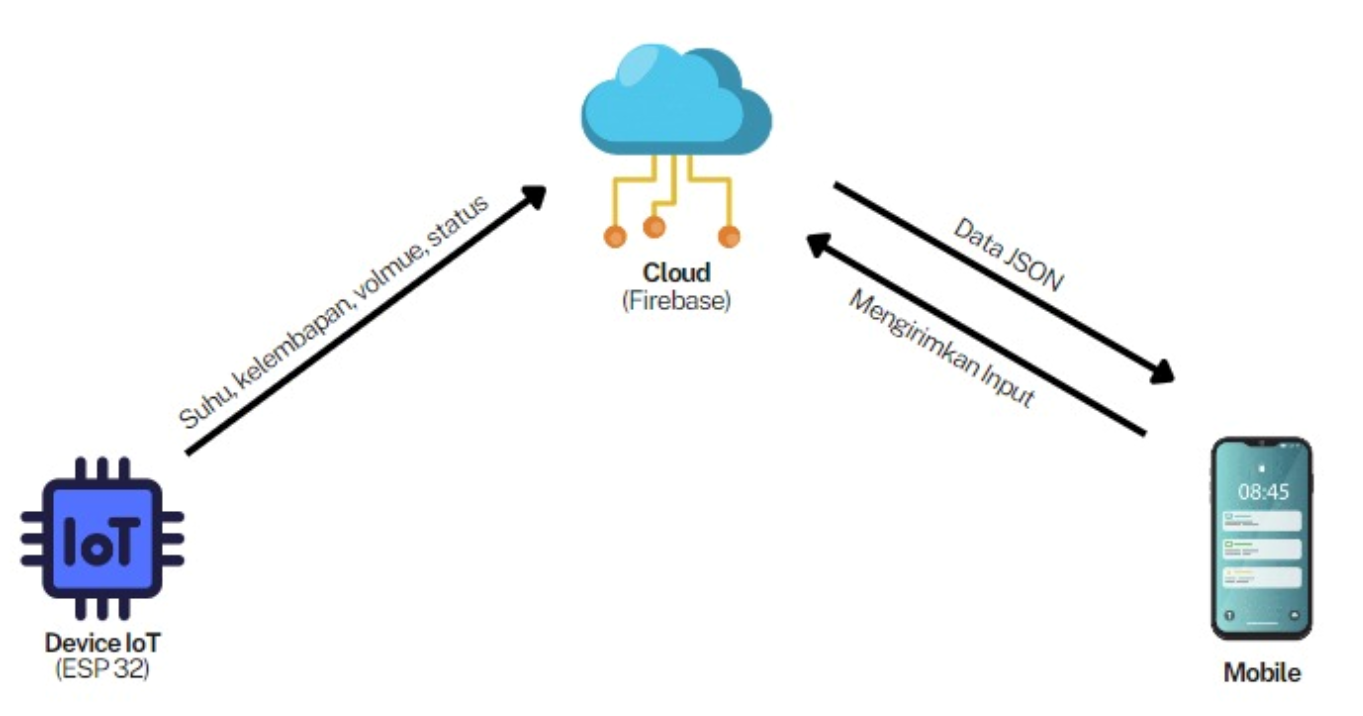 Cloud
(Firebase)
Suhu, kelembapan, volmue, status
Data JSON
Mengirimkan Input
IoT
Device IoT
(ESP 32)
08:45
Mobile